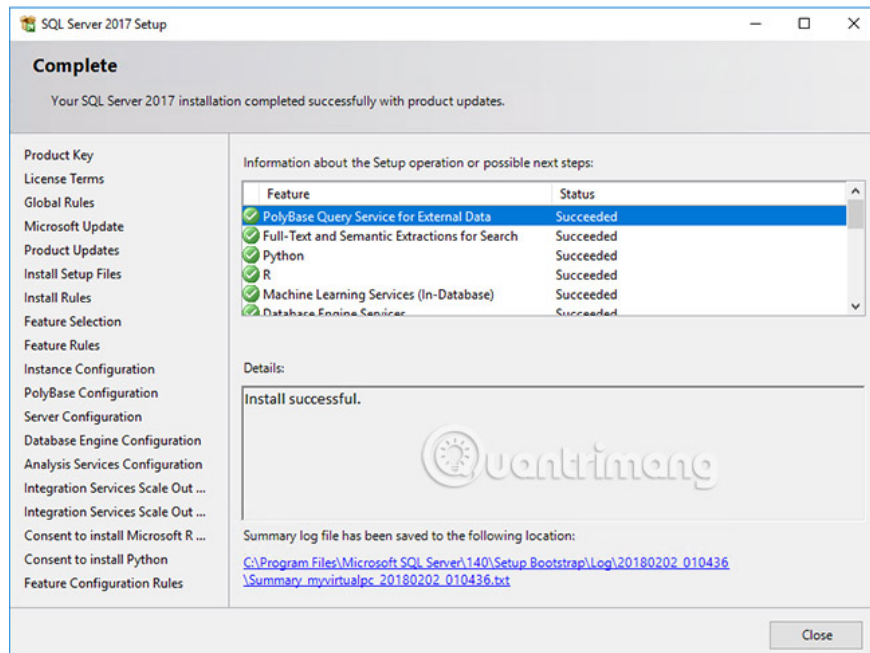 SQL Server 2017 Setup
Complete
Your SQL Server 2017 installation completed successfully with product updates.
Product Key
License Terms
Global Rules
Microsoft Update
Product Updates
Install Setup Files
Install Rules
Feature Selection
Feature Rules
Instance Configuration
PolyBase Configuration
Server Configuration
Database Engine Configuration
Analysis Services Configuration
Integration Services Scale Out ...
Integration Services Scale Out ...
Consent to install Microsoft R ...
Consent to install Python
Feature Configuration Rules
Information about the Setup operation or possible next steps:
Feature Status
PolyBase Query Service for External Data Succeeded
Full-Text and Semantic Extractions for Search Succeeded
Python Succeeded
R Succeeded
Machine Learning Services (In-Database) Succeeded
Database Engine Services Succeeded
Details:
Install successful.
Quantrimang
Summary log file has been saved to the following location:
C:\Program Files\Microsoft SQL Server\140\Setup Bootstrap\Log\20180202_010436
\Summary_myvirtualpc_20180202_010436.txt
Close